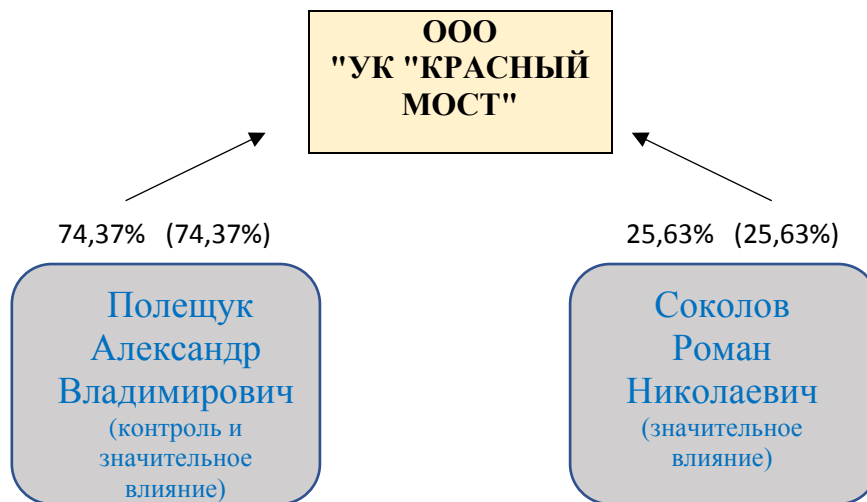 ООО
"УК "КРАСНЫЙ
МОСТ"
74,37% (74,37%)
25,63% (25,63%)
Полещук
Александр
Владимирович
(контроль и
значительное
влияние)
Соколов
Роман
Николаевич
(значительное
влияние)